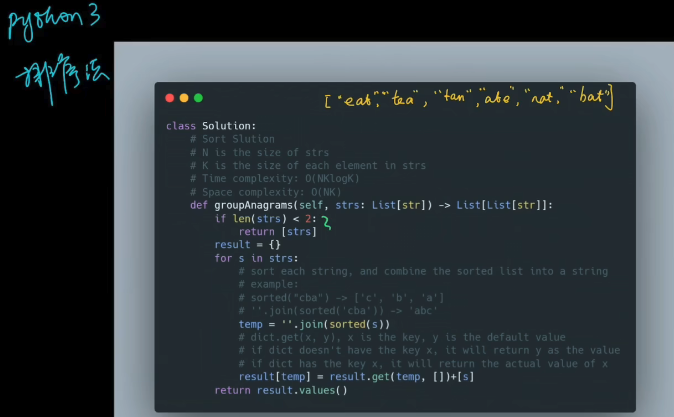 python 3
排序法
["eat","tea", "tan","ate","nat","bat"]
class Solution:
# Sort Slution
# N is the size of strs
# K is the size of each element in strs
# Time complexity: O(NKlogK)
# Space complexity: O(NK)
def groupAnagrams(self, strs: List[str]) -> List[List[str]]:
if len(strs) < 2:
return [strs]
result = {}
for s in strs:
# sort each string, and combine the sorted list into a string
# example:
# sorted("cba") -> ['c', 'b', 'a']
# ''.join(sorted('cba')) -> 'abc'
temp = ''.join(sorted(s))
# dict.get(x, y), x is the key, y is the default value
# if dict doesn't have the key x, it will return y as the value
# if dict has the key x, it will return the actual value of x
result[temp] = result.get(temp, [])+[s]
return result.values()